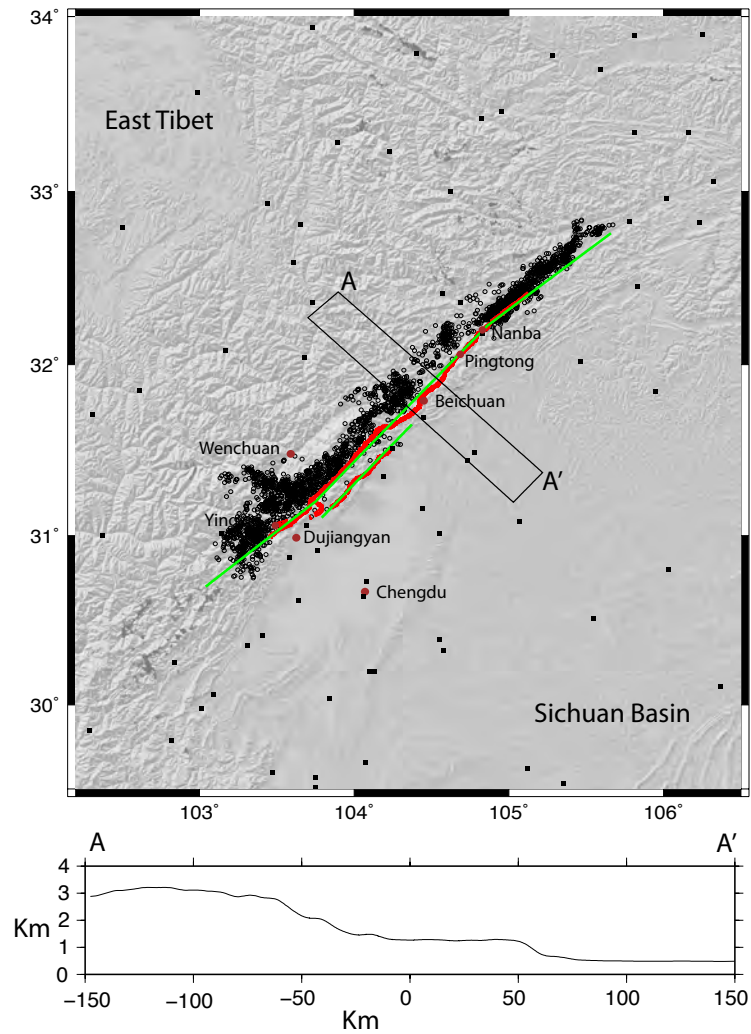 34˚
East Tibet
33˚
A
Nanba
32˚
Pingtong
Beichuan
Wenchuan
A’
Ying
31˚
Dujiangyan
Chengdu
30˚
Sichuan Basin
103˚ 104˚ 105˚ 106˚
A A’
4
3
Km 2
1
0
−150 −100 −50 0 50 100 150
Km